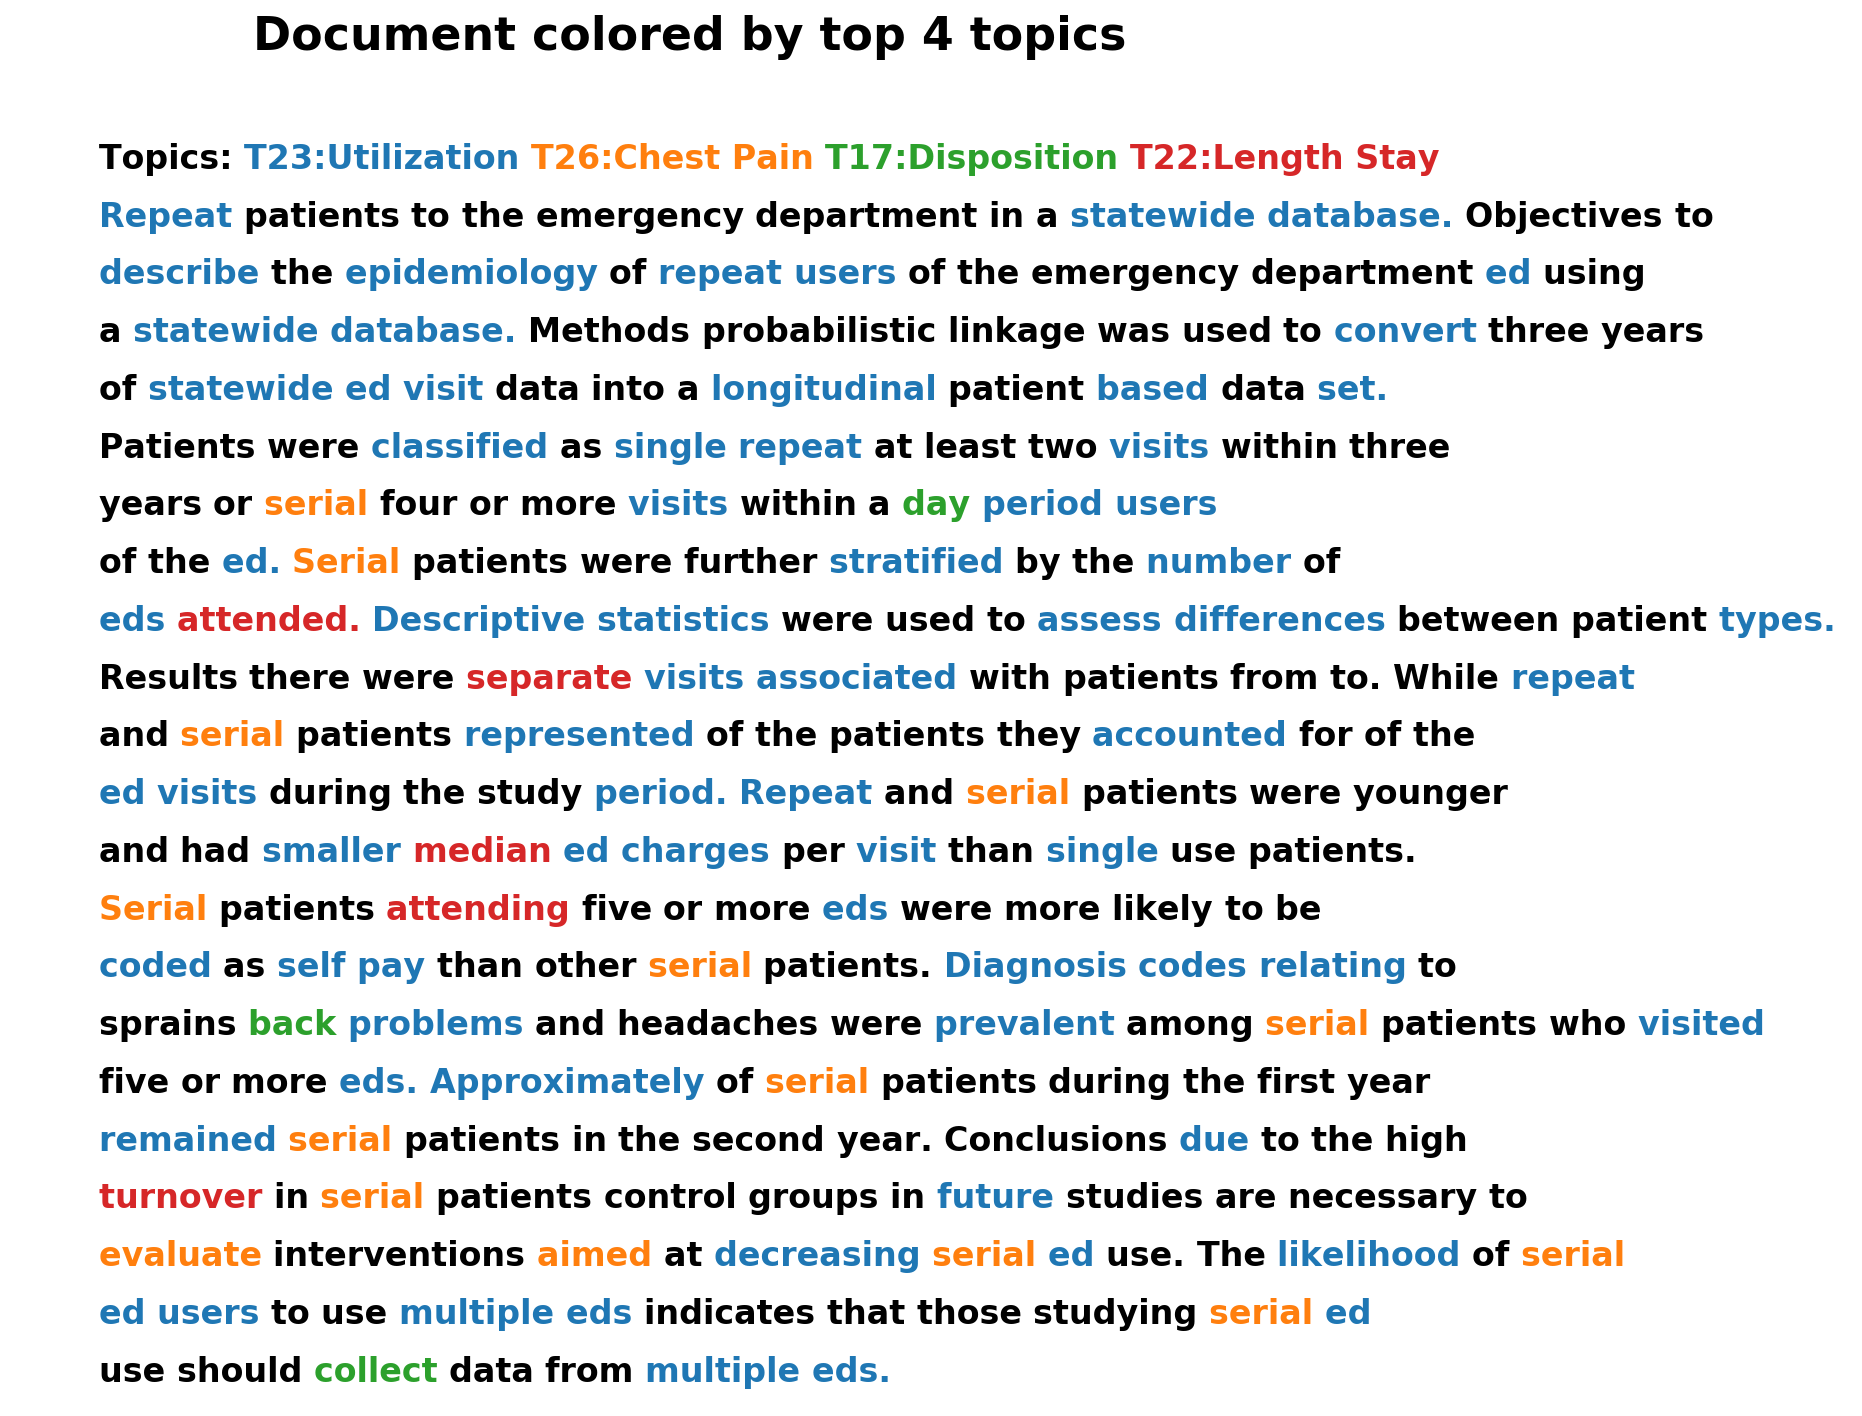 Document colored by top 4 topics
Topics: T23:Utilization T26:Chest Pain T17:Disposition T22:Length Stay
Repeat patients to the emergency department in a statewide database. Objectives to
describe the epidemiology of repeat users of the emergency department ed using
a statewide database. Methods probabilistic linkage was used to convert three years
of statewide ed visit data into a longitudinal patient based data set.
Patients were classified as single repeat at least two visits within three
years or serial four or more visits within a day period users
of the ed. Serial patients were further stratified by the number of
eds attended. Descriptive statistics were used to assess differences between patient types.
Results there were separate visits associated with patients from to. While repeat
and serial patients represented of the patients they accounted for of the
ed visits during the study period. Repeat and serial patients were younger
and had smaller median ed charges per visit than single use patients.
Serial patients attending five or more eds were more likely to be
coded as self pay than other serial patients. Diagnosis codes relating to
sprains back problems and headaches were prevalent among serial patients who visited
five or more eds. Approximately of serial patients during the first year
remained serial patients in the second year. Conclusions due to the high
turnover in serial patients control groups in future studies are necessary to
evaluate interventions aimed at decreasing serial ed use. The likelihood of serial
ed users to use multiple eds indicates that those studying serial ed
use should collect data from multiple eds.